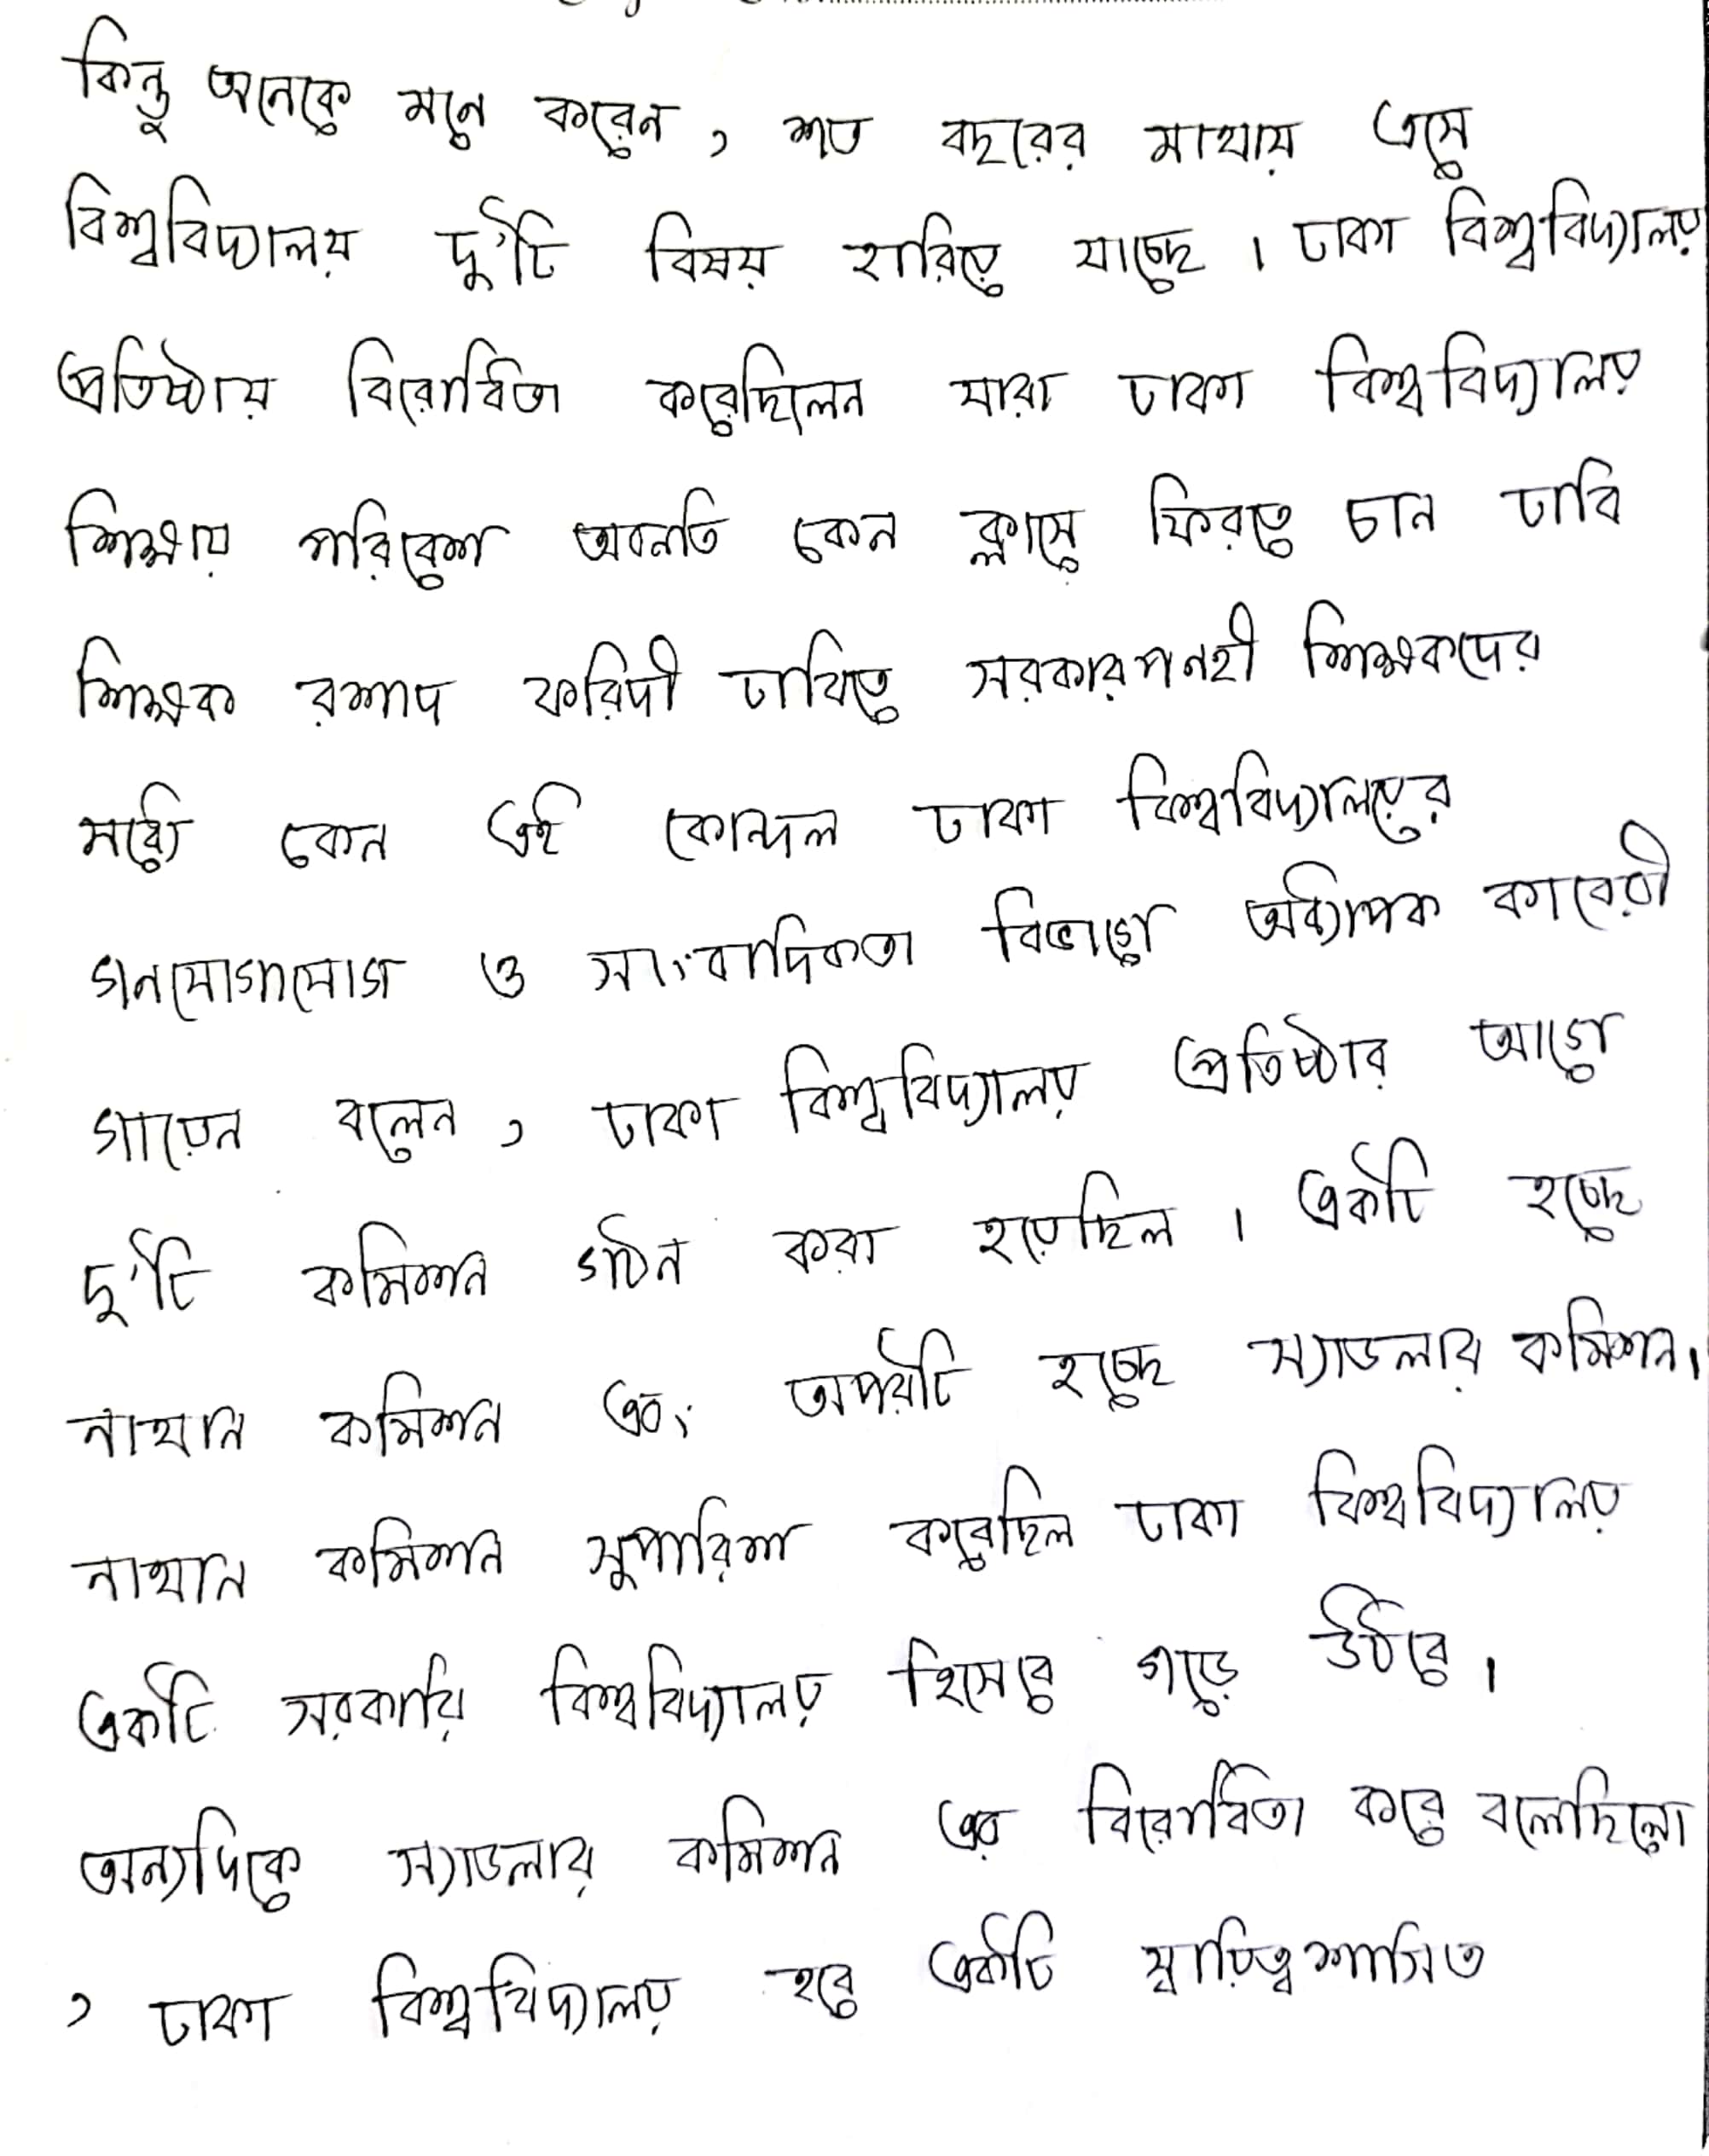 কিন্তু অনেকে মনে করেন, শত বছরের মাথায় এসে
বিশ্ববিদ্যালয় দু'টি বিষয় হারিয়ে যাচ্ছে। ঢাকা বিশ্ববিদ্যালয়
প্রতিষ্ঠায় বিরোধিতা করেছিলেন যারা ঢাকা বিশ্ববিদ্যালয়
শিক্ষায় পরিবেশ অবনতি কেন ক্লাসে ফিরতে চান ঢাবি
শিক্ষক রুশাদ ফরিদী ঢাবিতে সরকারপনহী শিক্ষকদের
মধ্যে কেন এই কোন্দল ঢাকা বিশ্ববিদ্যালয়ের
গনযোগাযোগ ও সাংবাদিকতা বিভাগে অধ্যাপক কাবেরী
গায়েন বলেন, ঢাকা বিশ্ববিদ্যালয় প্রতিষ্ঠার আগে
দু'টি কমিশন গঠন করা হয়েছিল। একটি হচ্ছে
নাথান কমিশন এবং অপরটি হচ্ছে স্যাডলার কমিশন।
নাথান কমিশন সুপারিশ করেছিল ঢাকা বিশ্ববিদ্যালয়
একটি সরকারি বিশ্ববিদ্যালয় হিসেবে গড়ে উঠবে।
অন্যদিকে স্যাডলার কমিশন এর বিরোধিতা করে বলেছিলো
, ঢাকা বিশ্ববিদ্যালয় হবে একটি স্বায়িত্বশাসিত